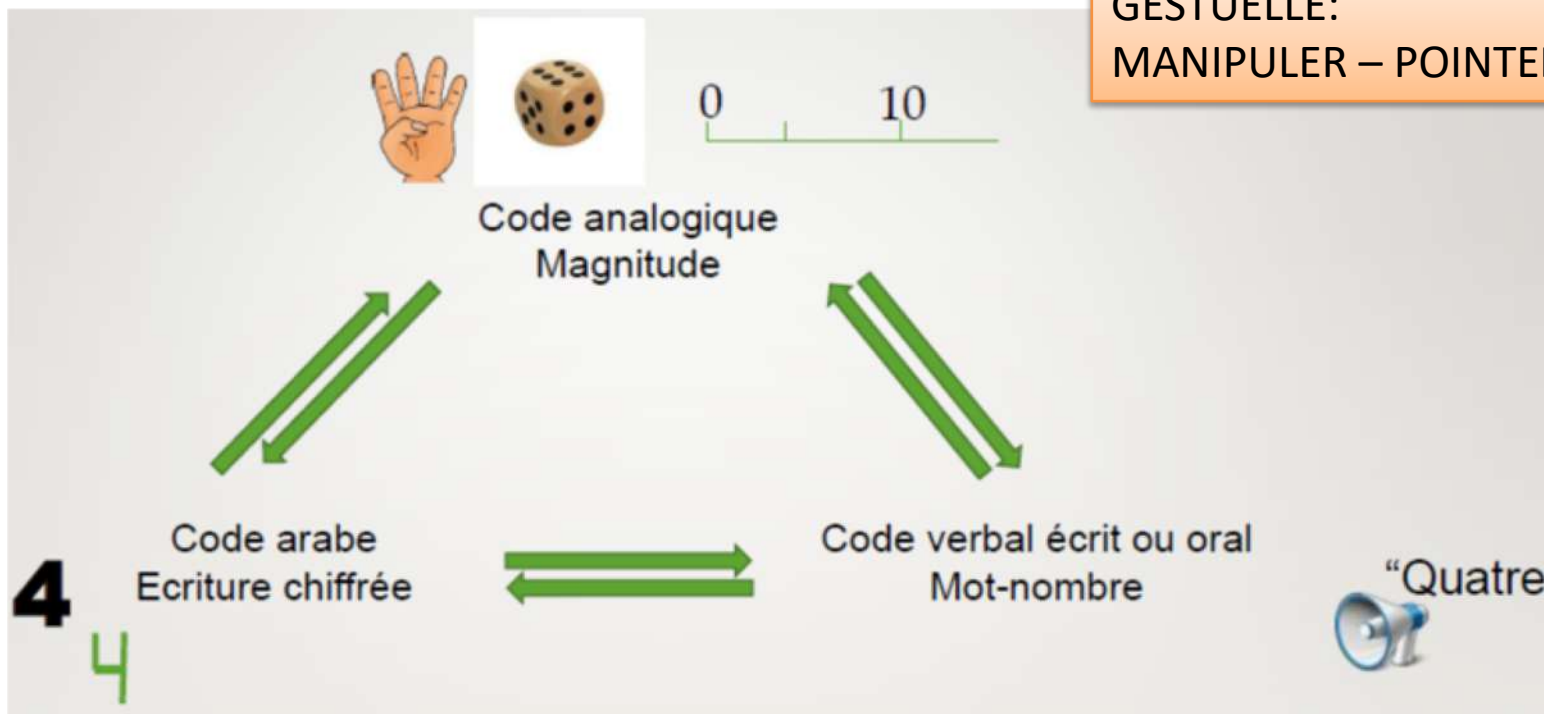 GESTUELLE:
MANIPULER – POINTE
0 10
Code analogique
Magnitude
Code arabe
Ecriture chiffrée
Code verbal écrit ou oral
Mot-nombre
4
4
“Quatre